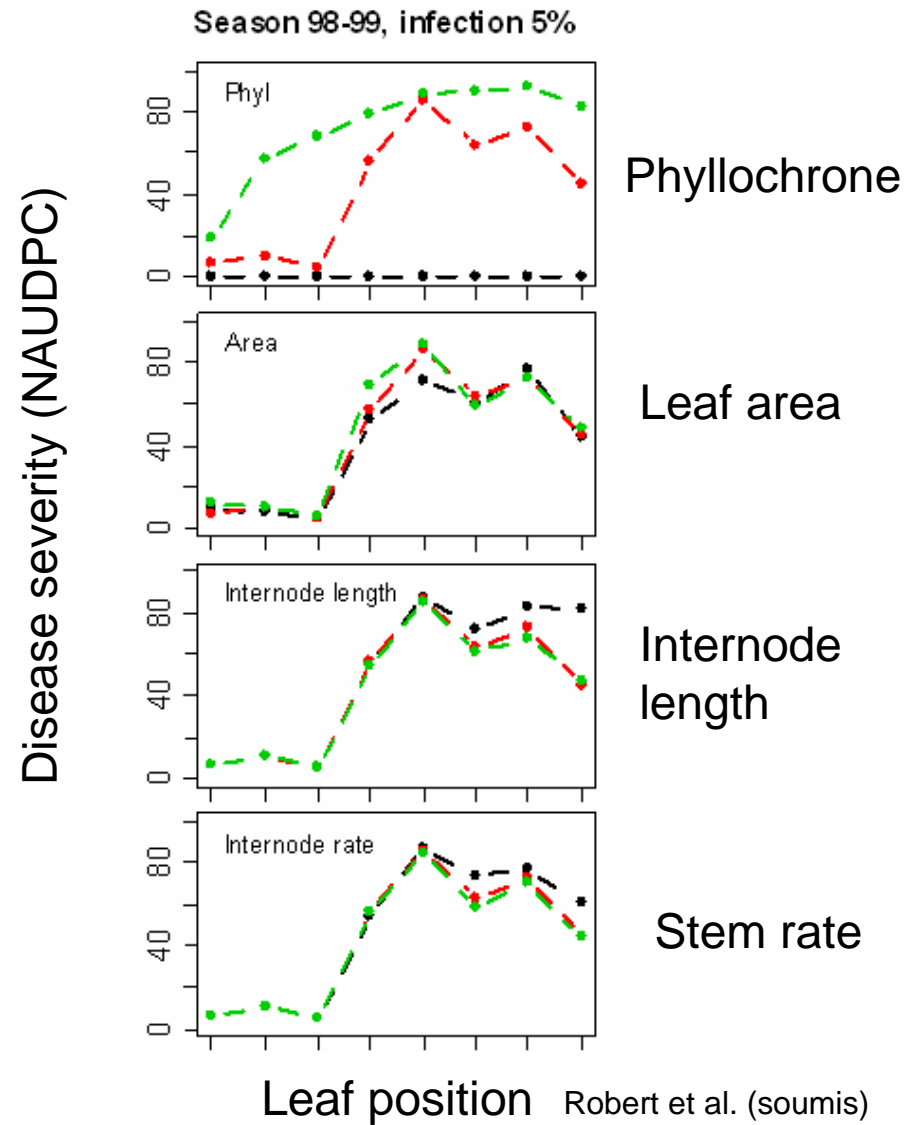 Season 98-99, infection 5%
Disease severity (NAUDPC)
Phyl
80
40
0
Phyllochrone
Area
80
40
0
Leaf area
Internode length
80
40
0
Internode
length
Internode rate
80
40
0
Stem rate
Leaf position
Robert et al. (soumis)